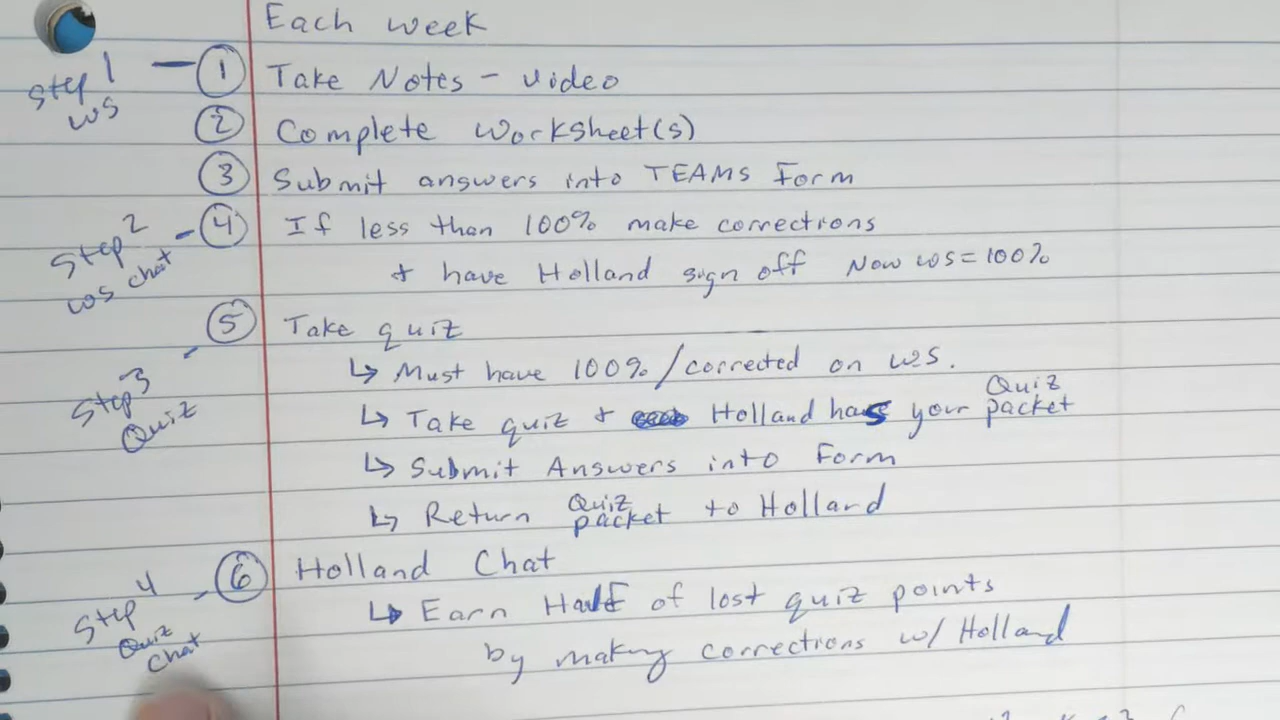 Each week
Step 1 — ① Take Notes - video
WS
② Complete Worksheet(s)
③ Submit answers into TEAMS Form
Step 2 - ④ If less than 100% make corrections
WS chat
+ have Holland sign off Now WS = 100%
⑤ Take quiz
Step 3
Quiz
↳ Must have 100% / corrected on WS.
↳ Take quiz + Holland has your Quiz packet
↳ Submit Answers into Form
↳ Return Quiz packet to Holland
Step 4 - ⑥ Holland Chat
Quiz
Chat
↳ Earn Half of lost quiz points
by making corrections w/ Holland